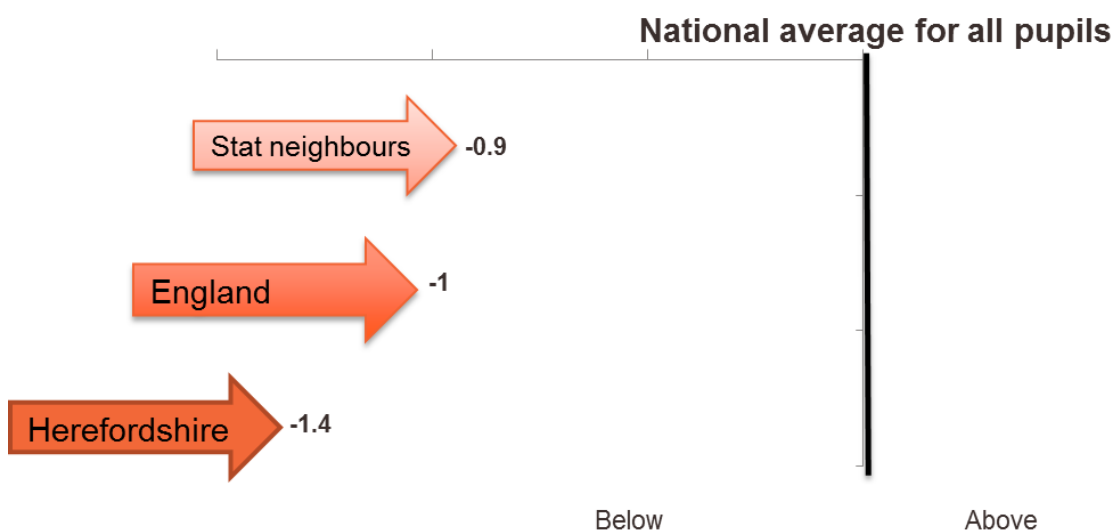 National average for all pupils
Stat neighbours -0.9
England -1
Herefordshire -1.4
Below Above